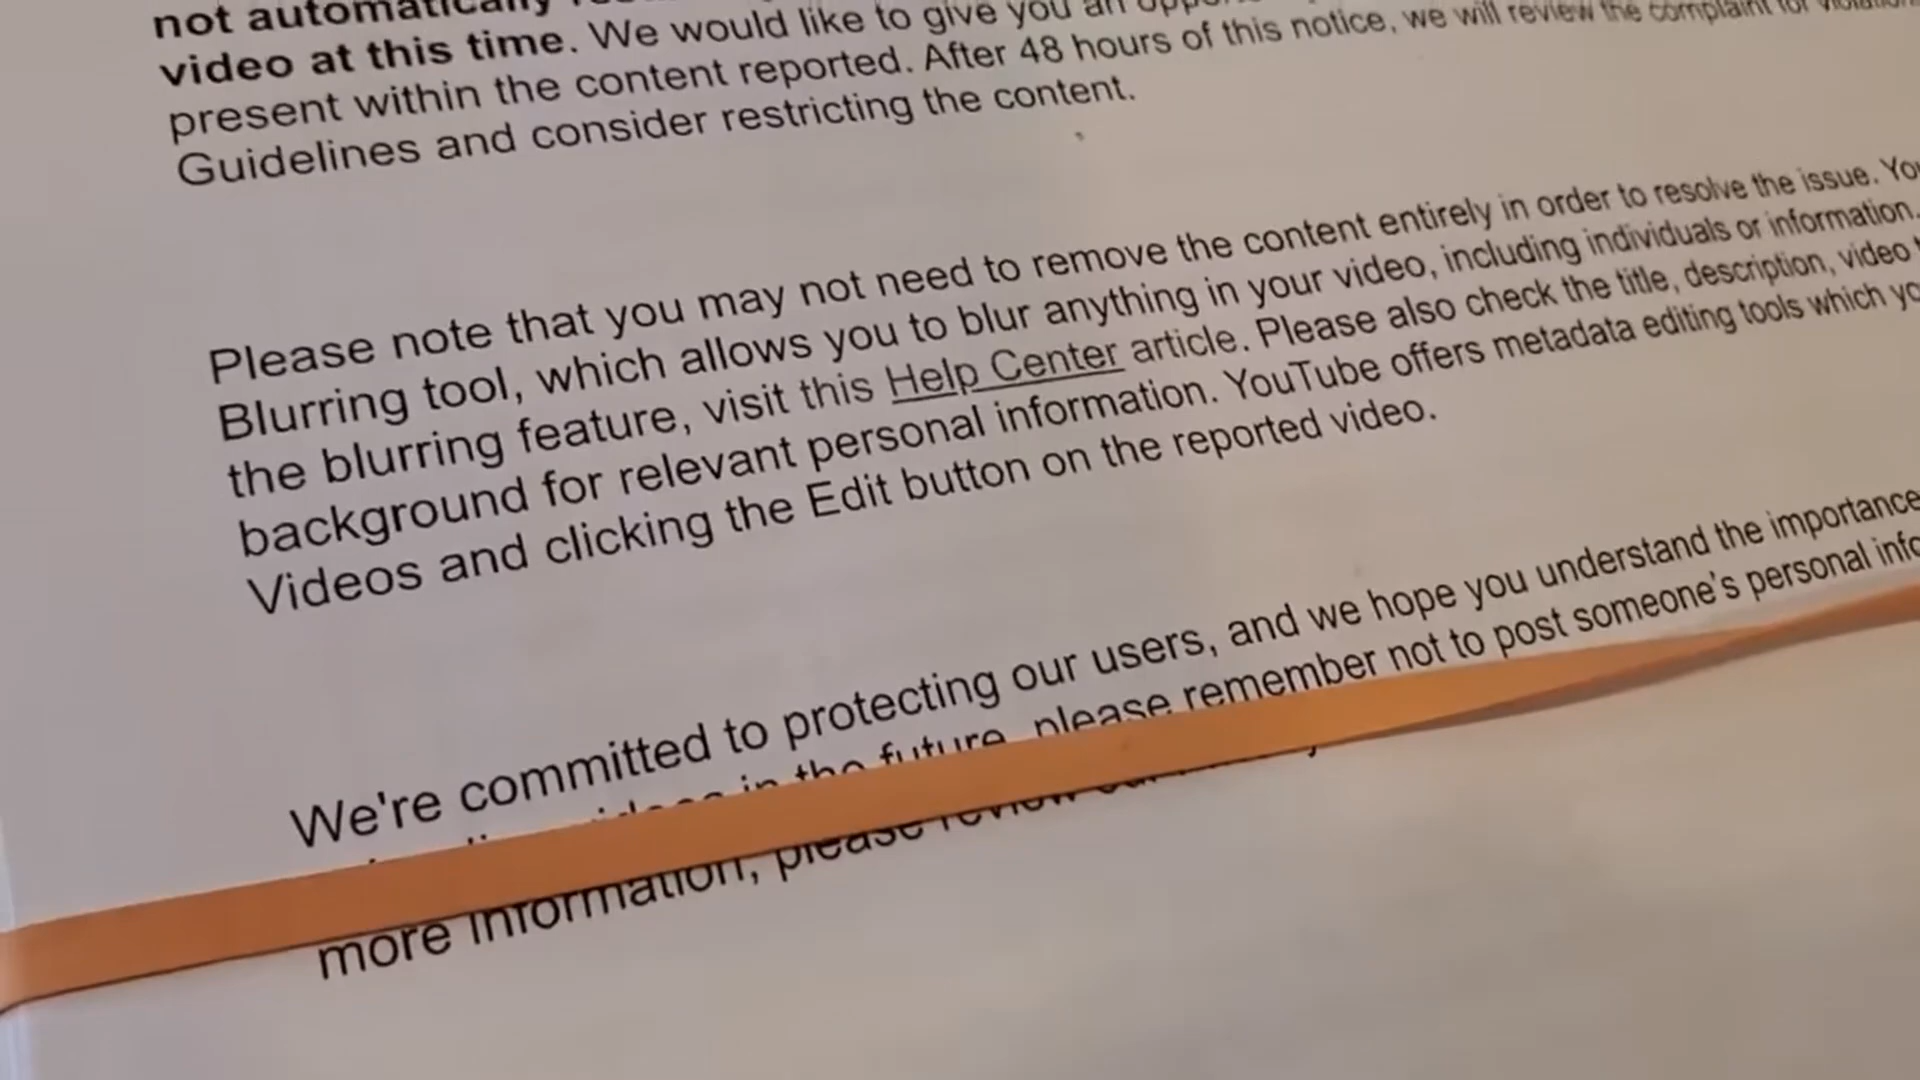 not automatically
video at this time. We would like to give you an
present within the content reported. After 48 hours of this notice, we will review the complaint for
Guidelines and consider restricting the content.
Please note that you may not need to remove the content entirely in order to resolve the issue.
Blurring tool, which allows you to blur anything in your video, including individuals or information.
the blurring feature, visit this Help Center article. Please also check the title, description, video
background for relevant personal information. YouTube offers metadata editing tools which
Videos and clicking the Edit button on the reported video.
We're committed to protecting our users, and we hope you understand the importance
in the future, please remember not to post someone's personal
more information, please review